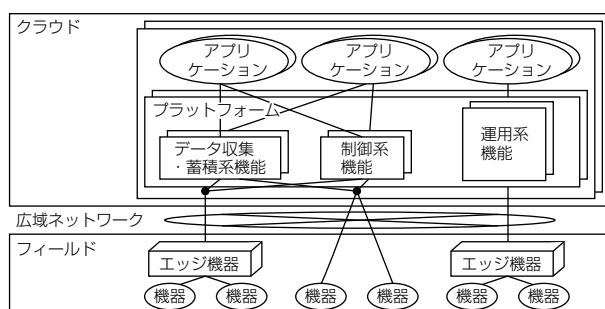 クラウド
アプリ
ケーション
アプリ
ケーション
アプリ
ケーション
プラットフォーム
データ収集
・蓄積系機能
制御系
機能
運用系
機能
広域ネットワーク
フィールド
エッジ機器
エッジ機器
機器
機器
機器
機器
機器
機器